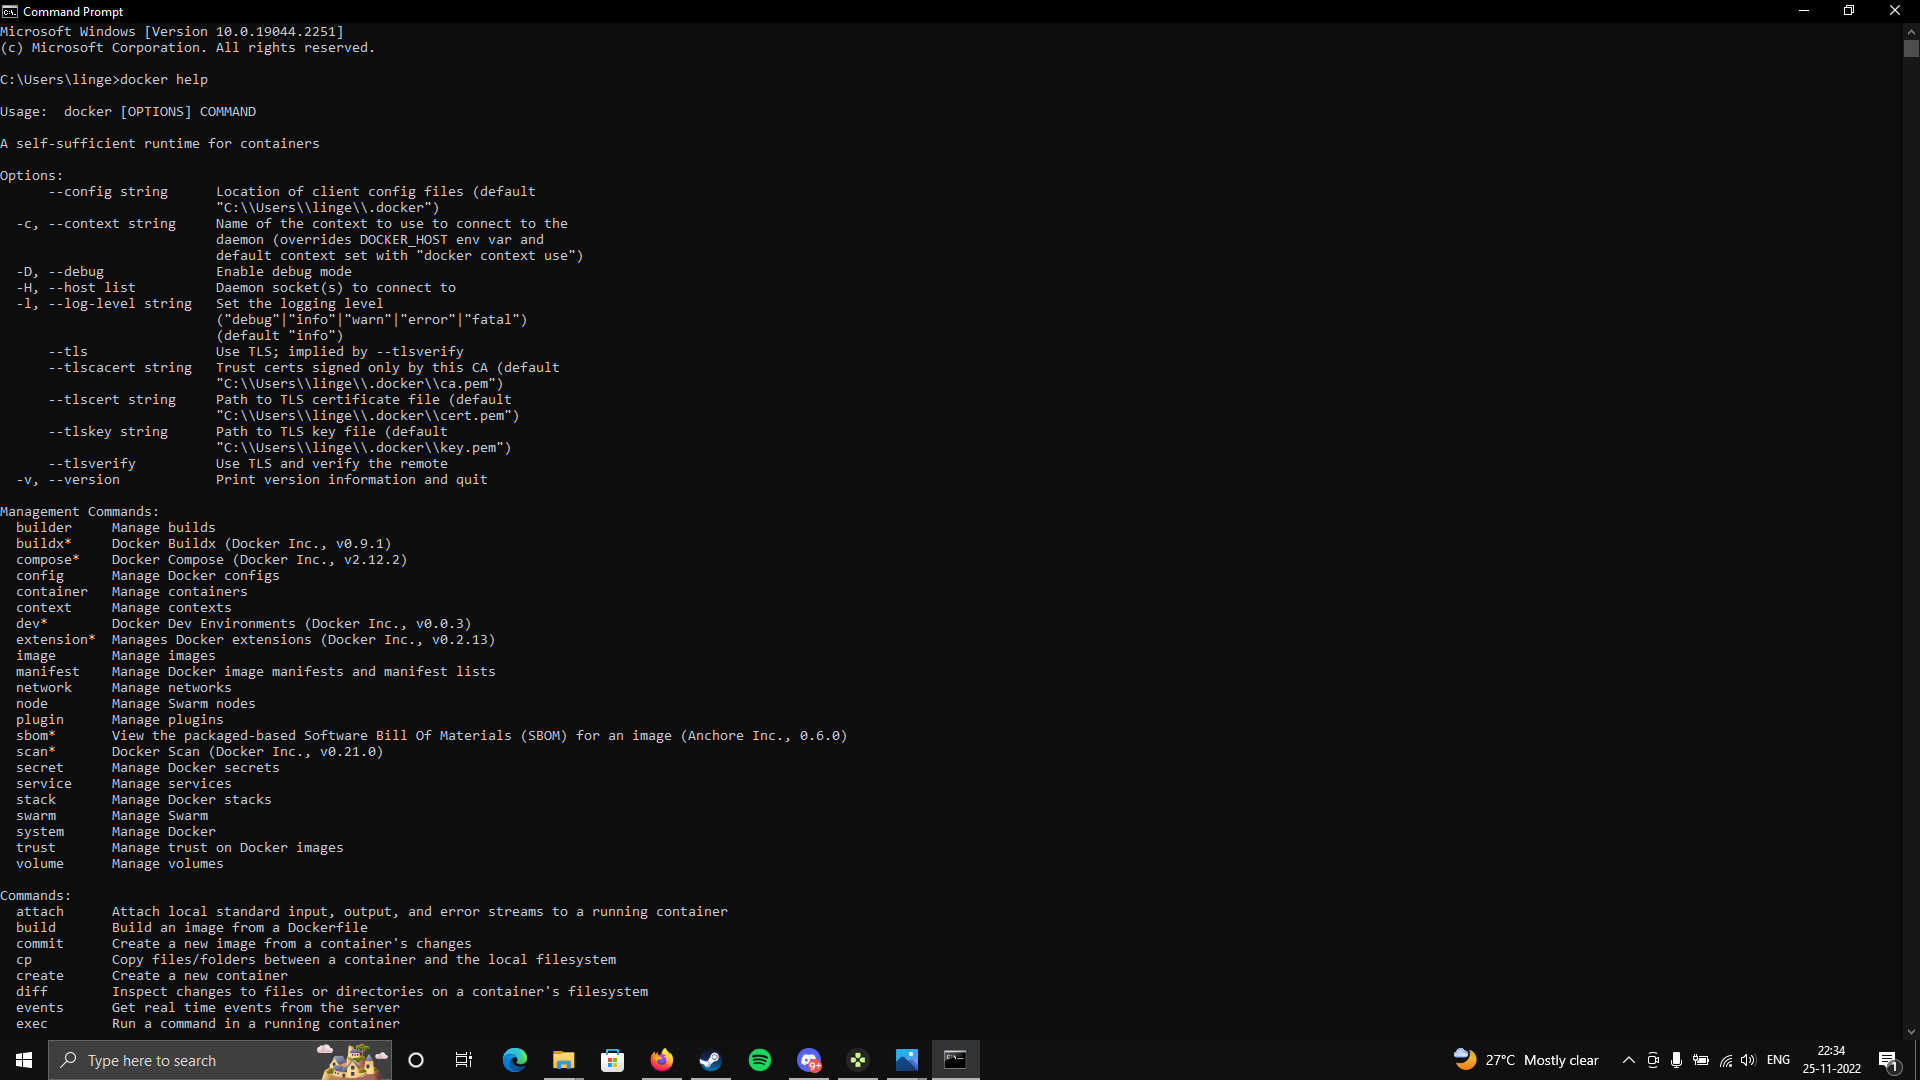 Command Prompt
Microsoft Windows [Version 10.0.19044.2251]
(c) Microsoft Corporation. All rights reserved.
C:\Users\linge>docker help
Usage:  docker [OPTIONS] COMMAND
A self-sufficient runtime for containers
Options:
      --config string      Location of client config files (default
                           "C:\\Users\\linge\\.docker")
  -c, --context string     Name of the context to use to connect to the
                           daemon (overrides DOCKER_HOST env var and
                           default context set with "docker context use")
  -D, --debug              Enable debug mode
  -H, --host list          Daemon socket(s) to connect to
  -l, --log-level string   Set the logging level
                           ("debug"|"info"|"warn"|"error"|"fatal")
                           (default "info")
      --tls                Use TLS; implied by --tlsverify
      --tlscacert string   Trust certs signed only by this CA (default
                           "C:\\Users\\linge\\.docker\\ca.pem")
      --tlscert string     Path to TLS certificate file (default
                           "C:\\Users\\linge\\.docker\\cert.pem")
      --tlskey string      Path to TLS key file (default
                           "C:\\Users\\linge\\.docker\\key.pem")
      --tlsverify          Use TLS and verify the remote
  -v, --version            Print version information and quit
Management Commands:
  builder     Manage builds
  buildx*     Docker Buildx (Docker Inc., v0.9.1)
  compose*    Docker Compose (Docker Inc., v2.12.2)
  config      Manage Docker configs
  container   Manage containers
  context     Manage contexts
  dev*        Docker Dev Environments (Docker Inc., v0.0.3)
  extension*  Manages Docker extensions (Docker Inc., v0.2.13)
  image       Manage images
  manifest    Manage Docker image manifests and manifest lists
  network     Manage networks
  node        Manage Swarm nodes
  plugin      Manage plugins
  sbom*       View the packaged-based Software Bill Of Materials (SBOM) for an image (Anchore Inc., 0.6.0)
  scan*       Docker Scan (Docker Inc., v0.21.0)
  secret      Manage Docker secrets
  service     Manage services
  stack       Manage Docker stacks
  swarm       Manage Swarm
  system      Manage Docker
  trust       Manage trust on Docker images
  volume      Manage volumes
Commands:
  attach      Attach local standard input, output, and error streams to a running container
  build       Build an image from a Dockerfile
  commit      Create a new image from a container's changes
  cp          Copy files/folders between a container and the local filesystem
  create      Create a new container
  diff        Inspect changes to files or directories on a container's filesystem
  events      Get real time events from the server
  exec        Run a command in a running container
Type here to search
9+
27°C Mostly clear
ENG
22:34
25-11-2022
1